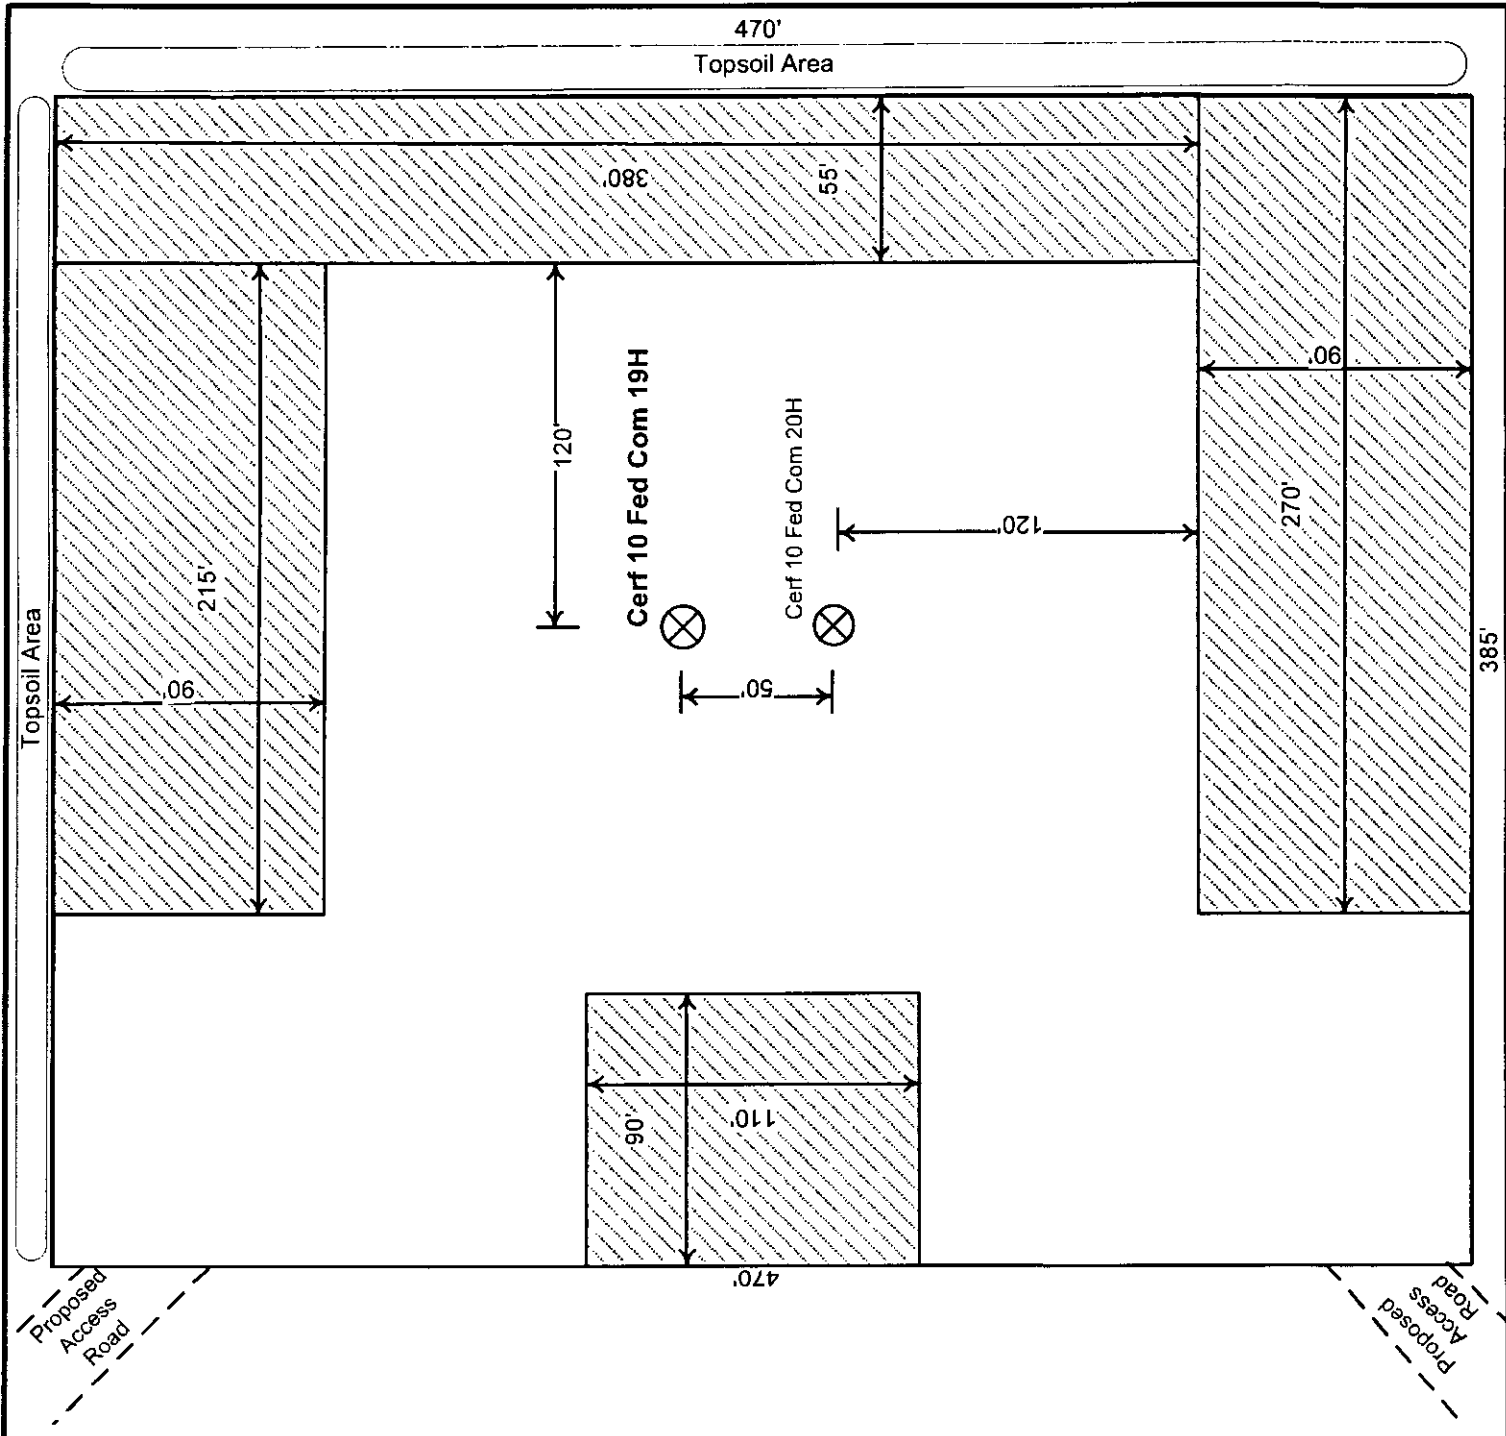 470'
Topsoil Area
380'
55'
90'
120'
Cerf 10 Fed Com 19H
Cerf 10 Fed Com 20H
270'
120'
215'
Topsoil Area
90'
50'
385'
90'
110'
470'
Proposed
Access
Road
Proposed
Access
Road